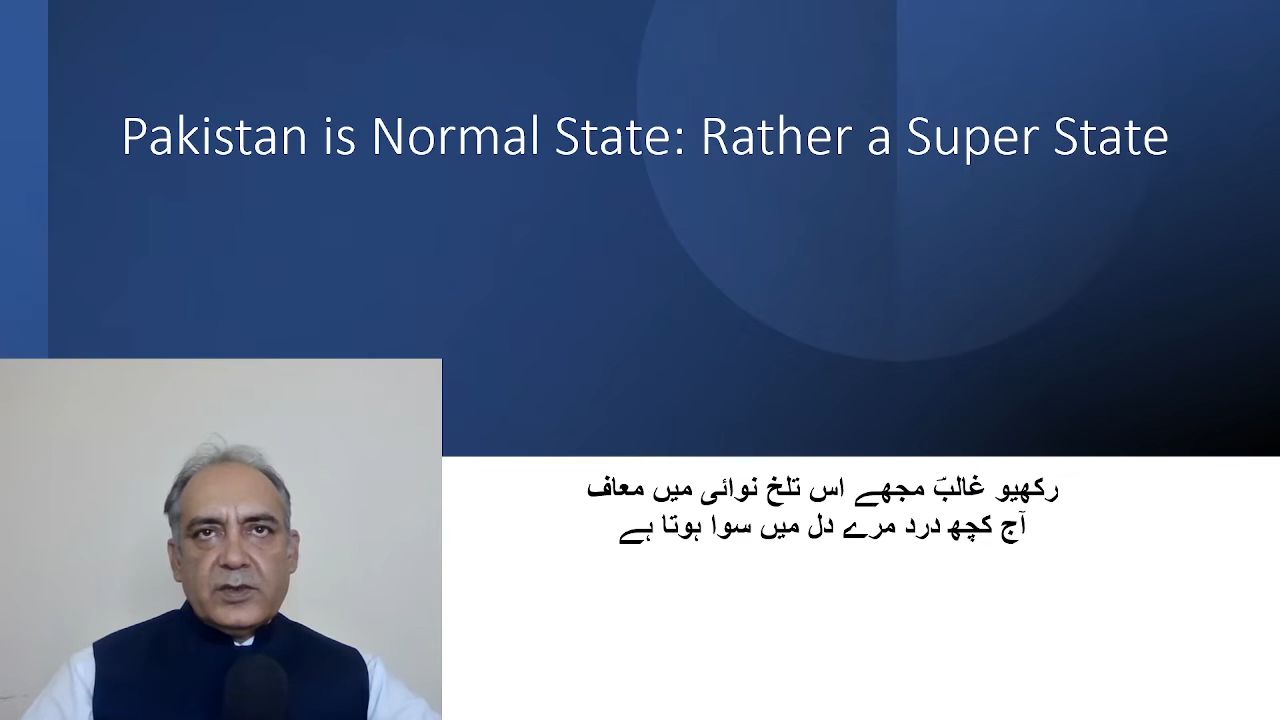 Pakistan is Normal State: Rather a Super State
رکھیو غالبؔ مجھے اس تلخ نوائی میں معاف
آج کچھ درد مرے دل میں سوا ہوتا ہے